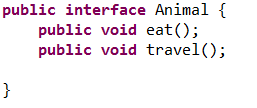 public interface Animal {
    public void eat();
    public void travel();
}